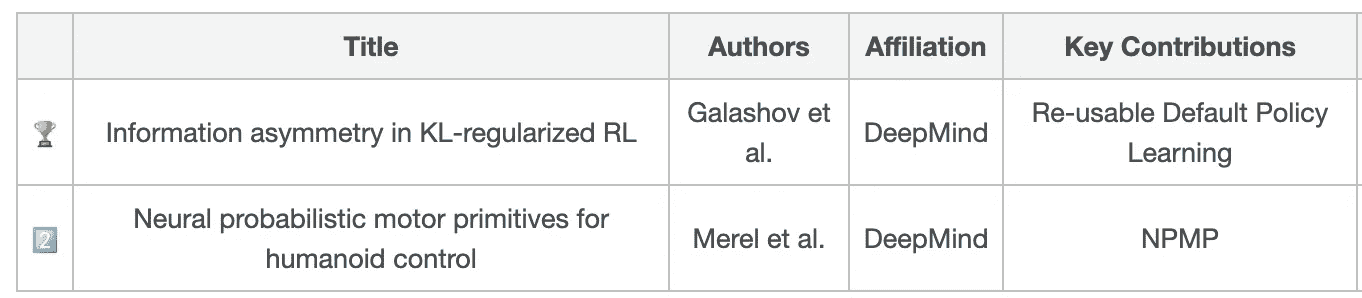 Title Authors Affiliation Key Contributions
🏆 Information asymmetry in KL-regularized RL Galashov et al. DeepMind Re-usable Default Policy Learning
2 Neural probabilistic motor primitives for humanoid control Merel et al. DeepMind NPMP